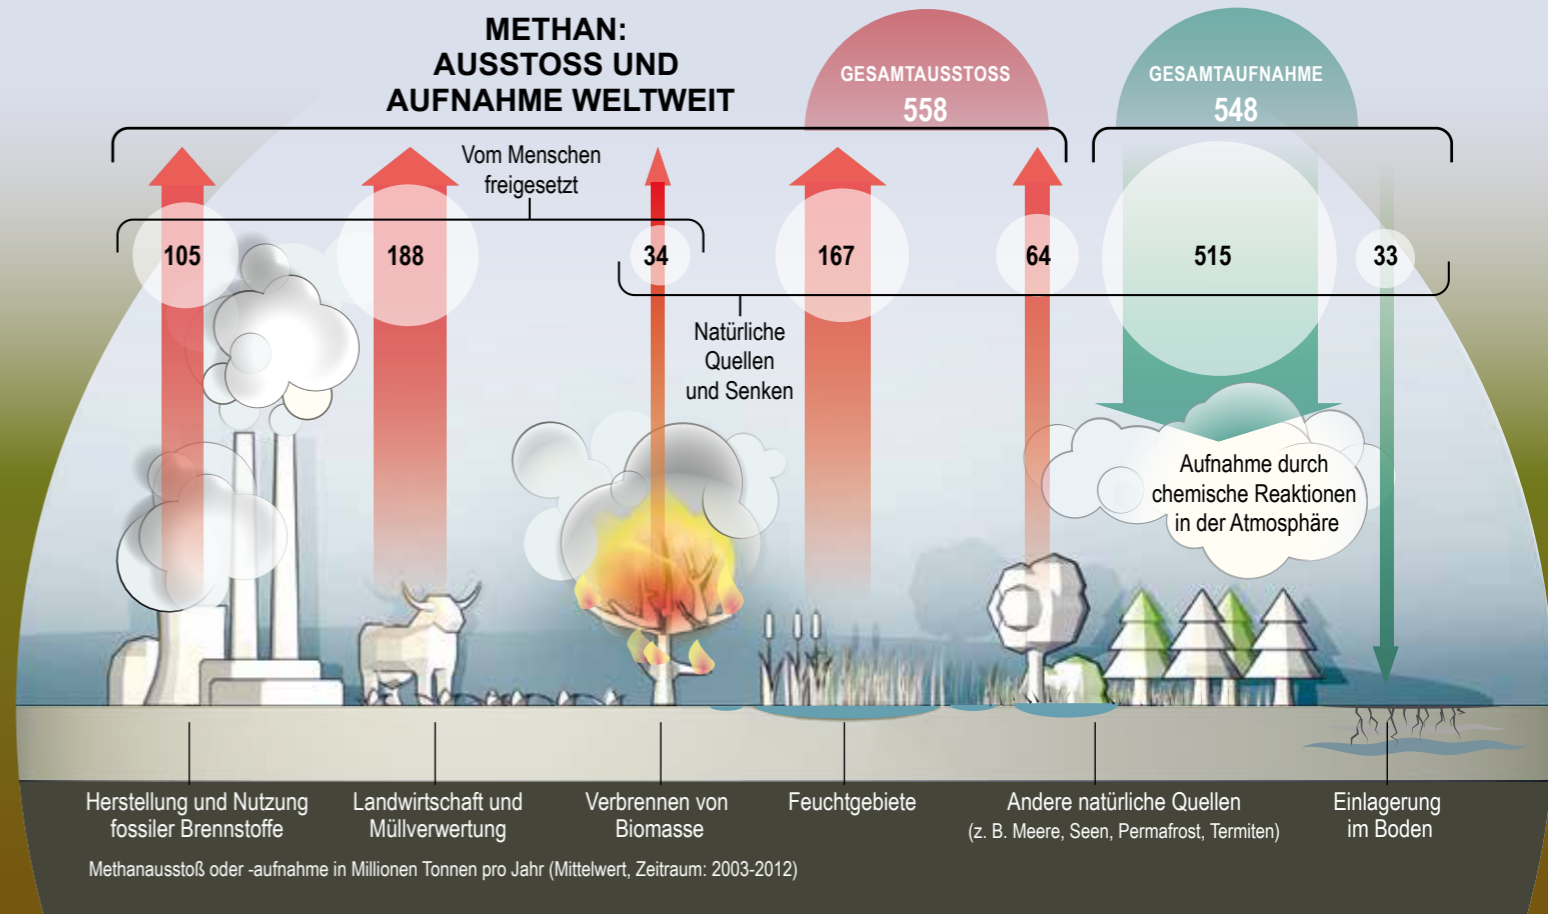 METHAN:
AUSSTOSS UND
AUFNAHME WELTWEIT
GESAMTAUSSTOSS
558
GESAMTAUFNAHME
548
Vom Menschen
freigesetzt
105
188
34
167
64
515
33
Natürliche
Quellen
und Senken
Aufnahme durch
chemische Reaktionen
in der Atmosphäre
Herstellung und Nutzung
fossiler Brennstoffe
Landwirtschaft und
Müllverwertung
Verbrennen von
Biomasse
Feuchtgebiete
Andere natürliche Quellen
(z. B. Meere, Seen, Permafrost, Termiten)
Einlagerung
im Boden
Methanausstoß oder -aufnahme in Millionen Tonnen pro Jahr (Mittelwert, Zeitraum: 2003-2012)